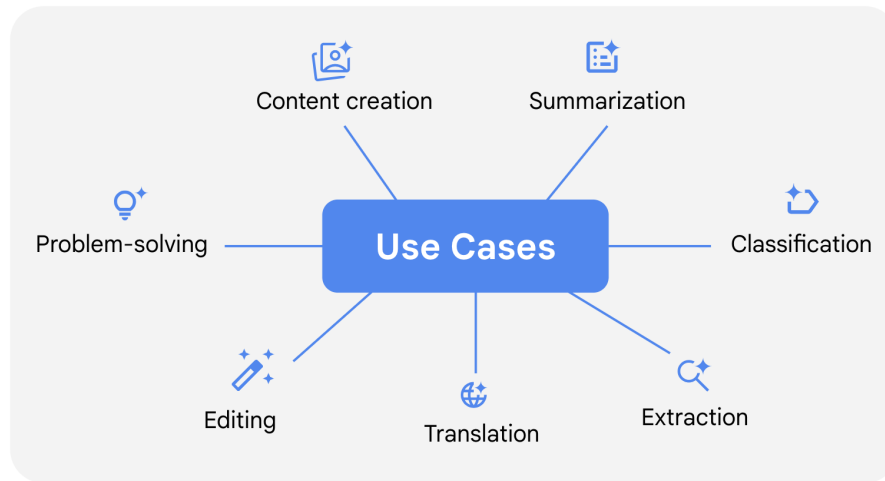 Content creation
Summarization
Problem-solving
Use Cases
Classification
Editing
Translation
Extraction